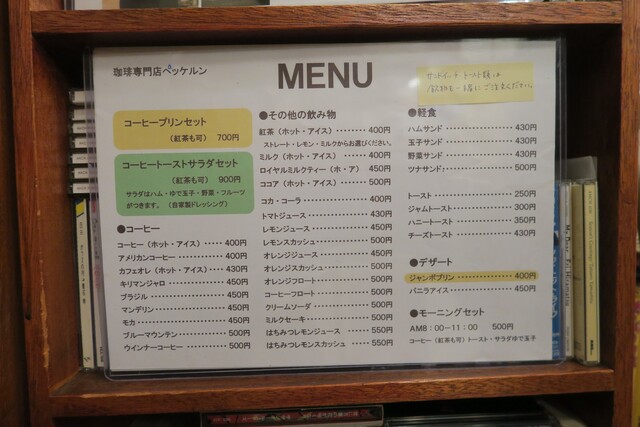 珈琲専門店ペッケルン
MENU
サンドイッチ、トースト類は
飲物と一緒にご注文ください。
コーヒープリンセット
(紅茶も可) 700円
コーヒートーストサラダセット
(紅茶も可) 900円
サラダはハム・ゆで玉子・野菜・フルーツ
がつきます。 (自家製ドレッシング)
●コーヒー
コーヒー(ホット・アイス)‥‥ 400円
アメリカンコーヒー ‥‥‥‥‥ 400円
カフェオレ(ホット・アイス)‥‥ 430円
キリマンジャロ ‥‥‥‥‥‥‥ 450円
ブラジル ‥‥‥‥‥‥‥‥‥ 450円
マンデリン ‥‥‥‥‥‥‥‥ 450円
モカ ‥‥‥‥‥‥‥‥‥‥‥ 450円
ブルーマウンテン ‥‥‥‥‥‥ 500円
ウインナーコーヒー ‥‥‥‥‥ 500円
●その他の飲み物
紅茶(ホット・アイス)‥‥‥‥ 400円
ストレート・レモン・ミルクからお選びください。
ミルク(ホット・アイス)‥‥‥ 400円
ロイヤルミルクティー(ホ・ア) 450円
ココア(ホット・アイス)‥‥‥ 500円
コカ・コーラ ‥‥‥‥‥‥‥ 400円
トマトジュース ‥‥‥‥‥‥ 430円
レモンジュース ‥‥‥‥‥‥ 450円
レモンスカッシュ ‥‥‥‥‥ 500円
オレンジジュース ‥‥‥‥‥ 450円
オレンジスカッシュ ‥‥‥‥ 500円
オレンジフロート ‥‥‥‥‥ 500円
コーヒーフロート ‥‥‥‥‥ 500円
クリームソーダ ‥‥‥‥‥‥ 500円
ミルクセーキ ‥‥‥‥‥‥‥ 500円
はちみつレモンジュース ‥‥‥ 550円
はちみつレモンスカッシュ ‥‥ 550円
●軽食
ハムサンド ‥‥‥‥‥‥‥‥ 430円
玉子サンド ‥‥‥‥‥‥‥‥ 430円
野菜サンド ‥‥‥‥‥‥‥‥ 430円
ツナサンド ‥‥‥‥‥‥‥‥ 500円
トースト ‥‥‥‥‥‥‥‥‥ 250円
ジャムトースト ‥‥‥‥‥‥ 300円
ハニートースト ‥‥‥‥‥‥ 350円
チーズトースト ‥‥‥‥‥‥ 430円
●デザート
ジャンボプリン ‥‥‥‥‥‥ 400円
バニラアイス ‥‥‥‥‥‥‥ 450円
●モーニングセット
AM8:00-11:00 500円
コーヒー(紅茶も可)トースト・サラダゆで玉子